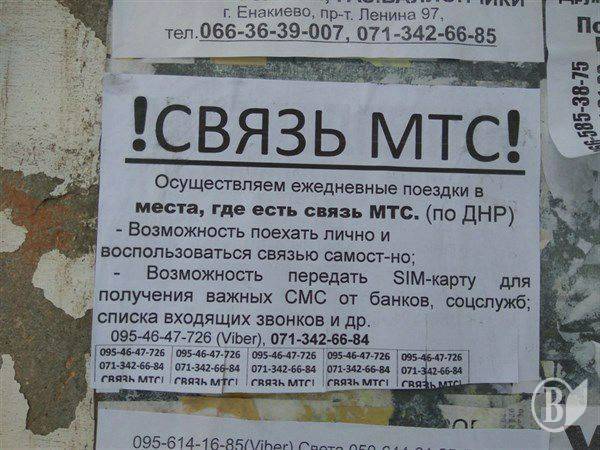 г. Енакиево, пр-т. Ленина 97,
тел.066-36-39-007, 071-342-66-85
По
585-38-75
!СВЯЗЬ МТС!
Осуществляем ежедневные поездки в
места, где есть связь МТС. (по ДНР)
- Возможность поехать лично и
воспользоваться связью самост-но;
- Возможность передать SIM-карту для
получения важных СМС от банков, соцслужб;
списка входящих звонков и др.
095-46-47-726 (Viber), 071-342-66-84
095-46-47-726 095-46-47-726 095-46-47-726 095-46-47-726 095-46-47-726
071-342-66-84 071-342-66-84 071-342-66-84 071-342-66-84 071-342-66-84
СВЯЗЬ МТС! СВЯЗЬ МТС! СВЯЗЬ МТС! СВЯЗЬ МТС! СВЯЗЬ МТС!
095-614-16-85(Viber) Света
В